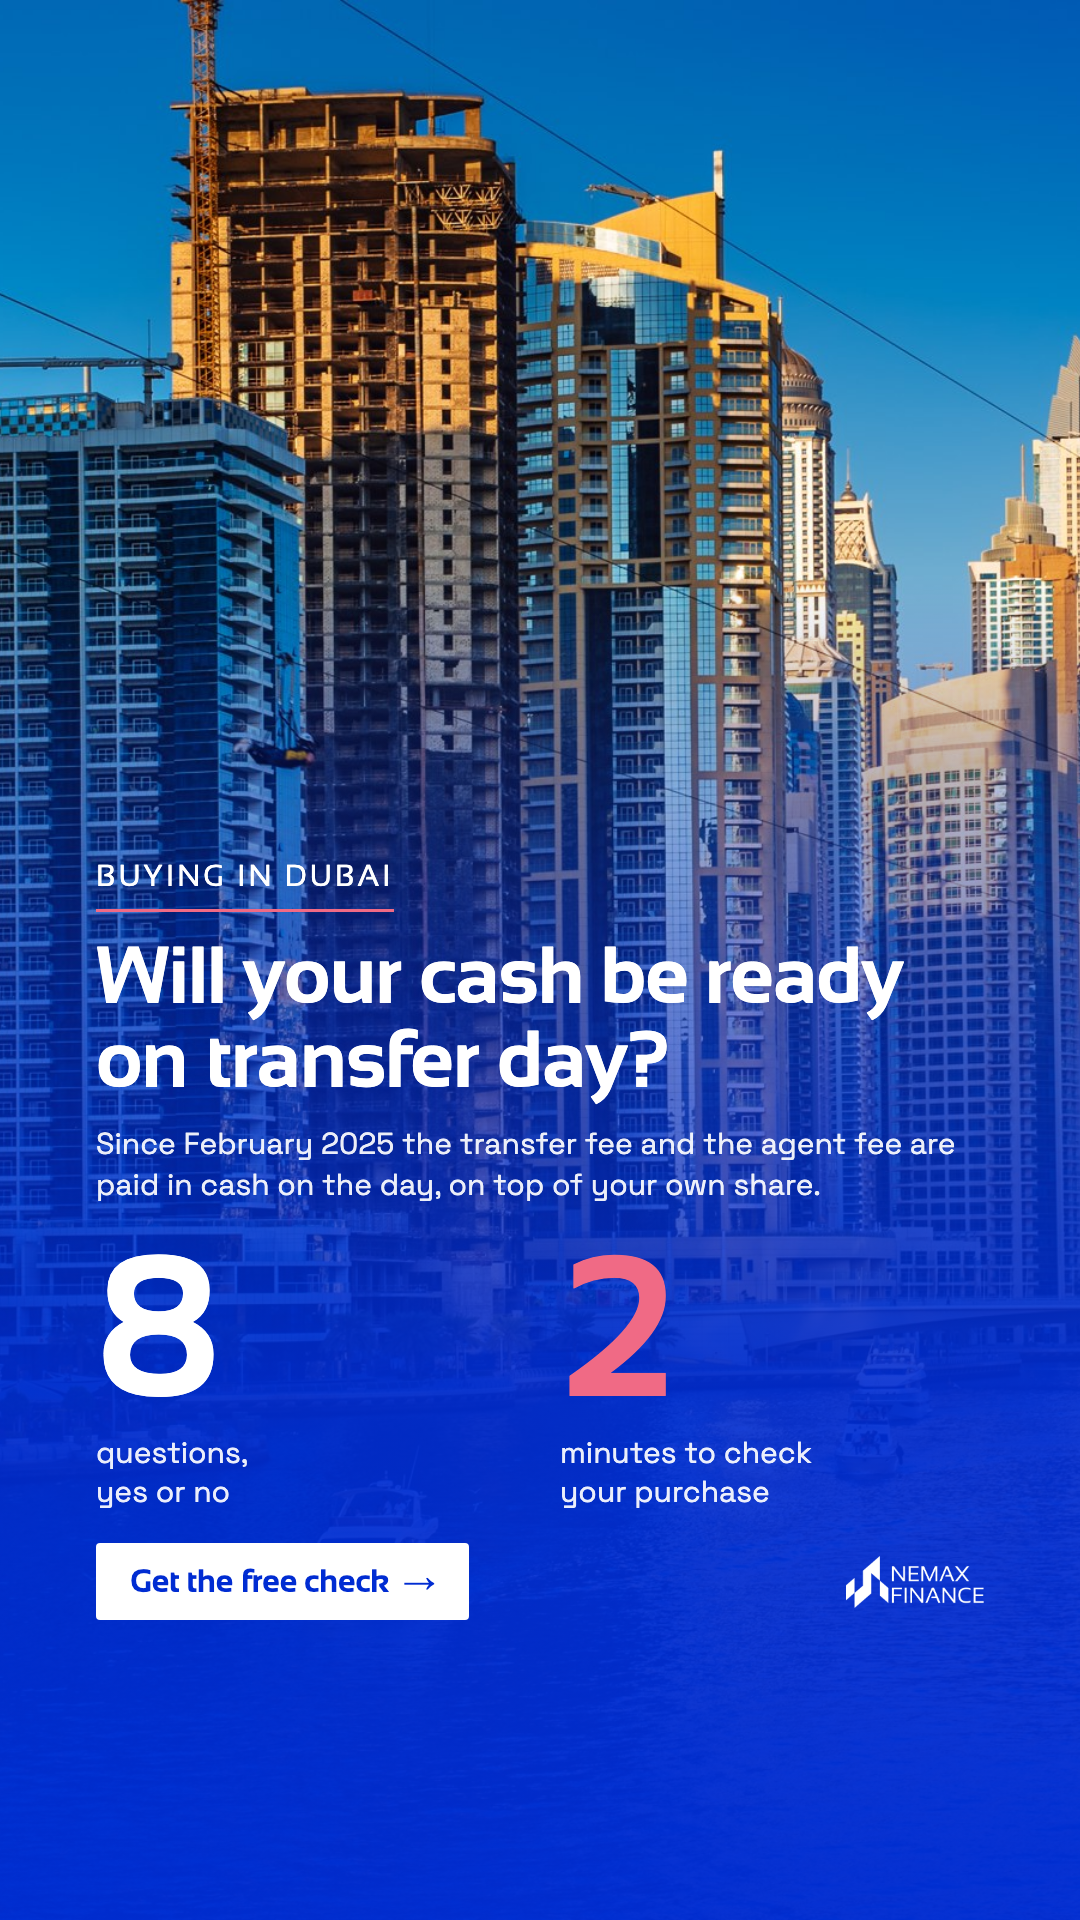 BUYING IN DUBAI
Will your cash be ready
on transfer day?
Since February 2025 the transfer fee and the agent fee are
paid in cash on the day, on top of your own share.
8
questions,
yes or no
2
minutes to check
your purchase
Get the free check →
NEMAX
FINANCE